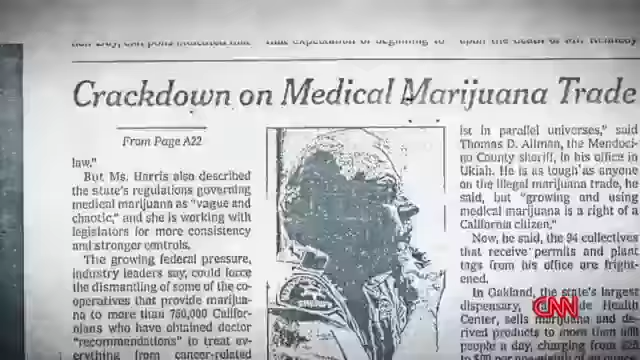 Crackdown on Medical Marijuana Trade
From Page A22
law."
But Ms. Harris also described
the state's regulations governing
medical marijuana as "vague and
chaotic," and she is working with
legislators for more consistency
and stronger controls.
The growing federal pressure,
industry leaders say, could force
the dismantling of some of the co-
operatives that provide marijua-
na to more than 750,000 Califor-
nians who have obtained doctor
"recommendations" to treat ev-
erything from cancer-related
SHERIFF
ist in parallel universes," said
Thomas D. Allman, the Mendoci-
no County sheriff, in his office in
Ukiah. He is as tough as anyone
on the illegal marijuana trade, he
said, but "growing and using
medical marijuana is a right of a
California citizen."
Now, he said, the 94 collectives
that receive permits and plant
tags from his office are fright-
ened.
In Oakland, the state's largest
dispensary, Health
Center, sells marijuana and de-
rived products to more than
people a day, charging from
CNN